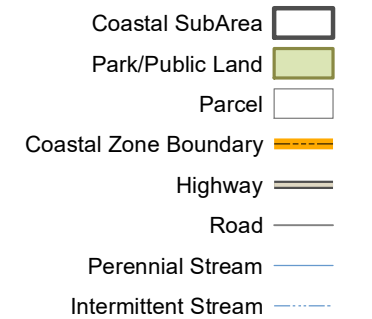 Coastal SubArea
Park/Public Land
Parcel
Coastal Zone Boundary
Highway
Road
Perennial Stream
Intermittent Stream